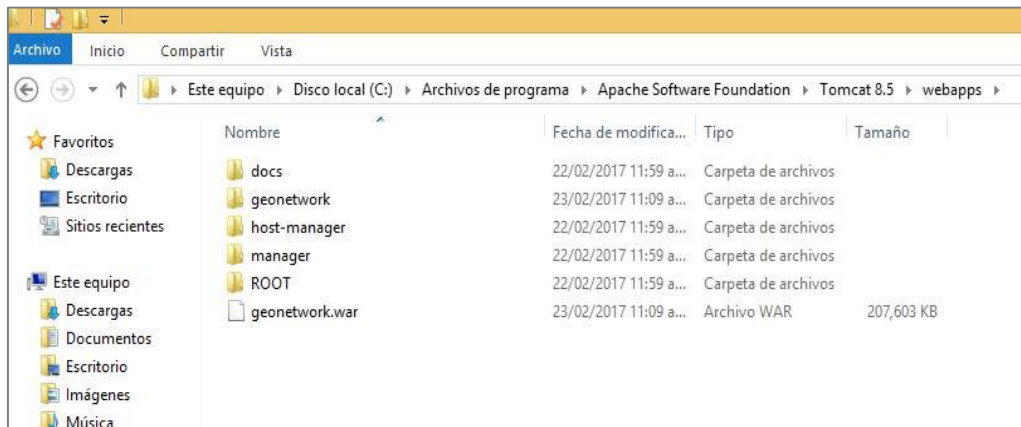 Archivo Inicio Compartir Vista
Este equipo Disco local (C:) Archivos de programa Apache Software Foundation Tomcat 8.5 webapps
Favoritos
Descargas
Escritorio
Sitios recientes
Este equipo
Descargas
Documentos
Escritorio
Imágenes
Música
Nombre Fecha de modifica... Tipo Tamaño
docs 22/02/2017 11:59 a... Carpeta de archivos
geonetwork 23/02/2017 11:09 a... Carpeta de archivos
host-manager 22/02/2017 11:59 a... Carpeta de archivos
manager 22/02/2017 11:59 a... Carpeta de archivos
ROOT 22/02/2017 11:59 a... Carpeta de archivos
geonetwork.war 23/02/2017 11:09 a... Archivo WAR 207,603 KB